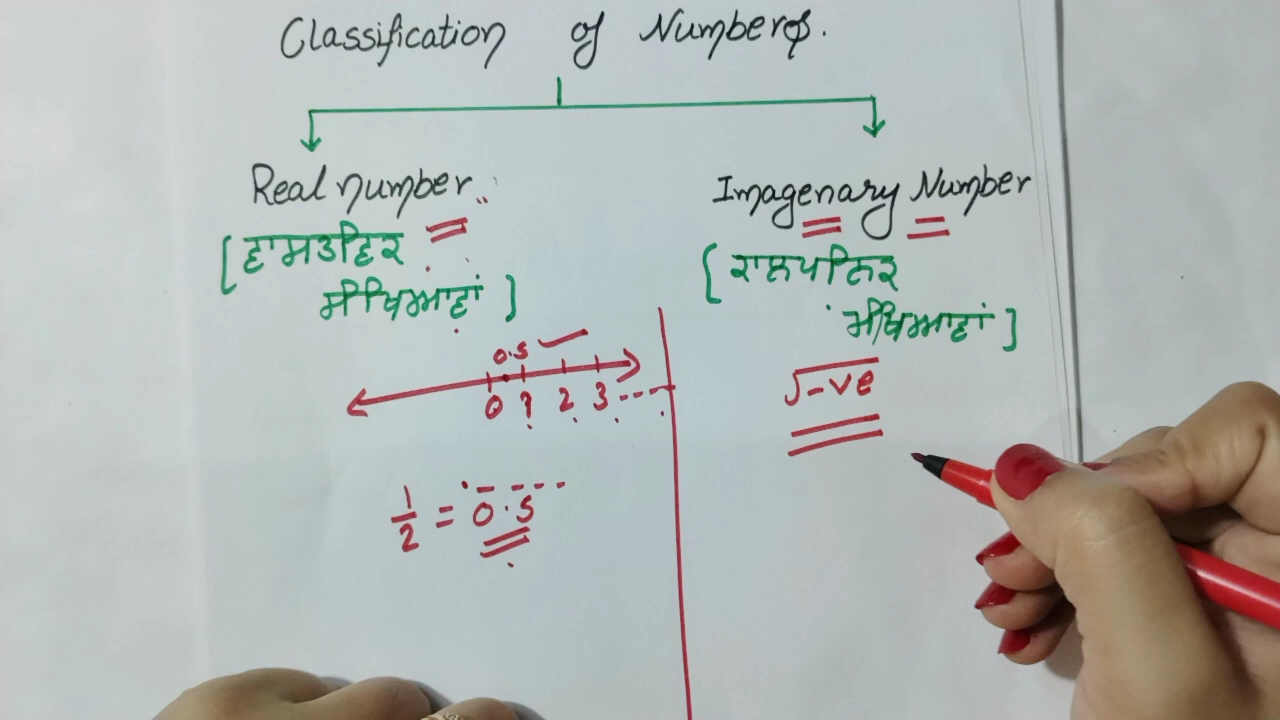 Classification of Numbers.
Real number
[ਵਾਸਤਵਿਕ
ਸੰਖਿਆਵਾਂ]
Imagenary Number
[ਕਾਲਪਨਿਕ
ਸੰਖਿਆਵਾਂ]
0.5
0 1 2 3 -----
√-ve
1/2 = 0.5